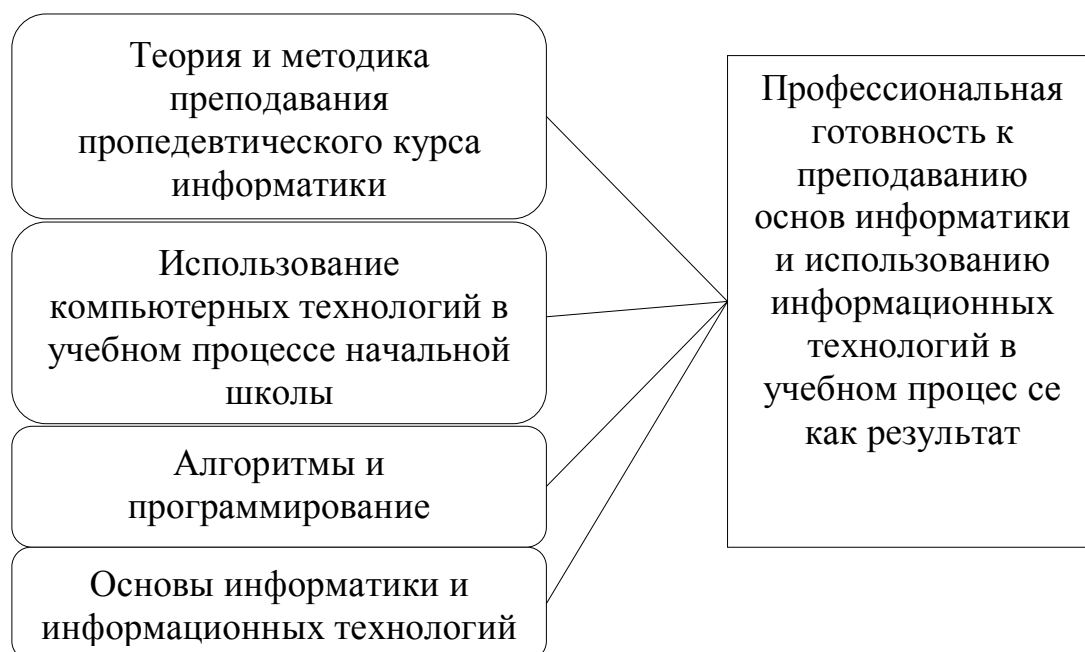 Теория и методика
преподавания
пропедевтического курса
информатики
Использование
компьютерных технологий в
учебном процессе начальной
школы
Алгоритмы и
программирование
Основы информатики и
информационных технологий
Профессиональная
готовность к
преподаванию
основ информатики
и использованию
информационных
технологий в
учебном процес се
как результат